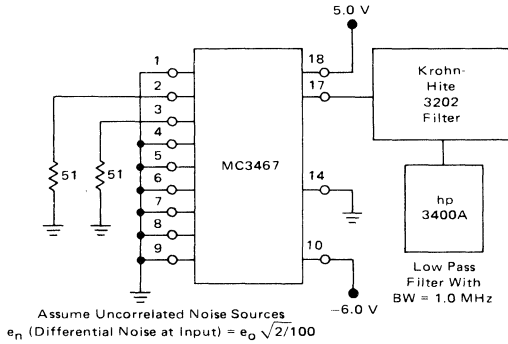 5.0 V
1
18
2
17
3
4
5
MC3467
6
14
7
8
9
10
51
51
Krohn-
Hite
3202
Filter
hp
3400A
Low Pass
Filter With
BW = 1.0 MHz
−6.0 V
Assume Uncorrelated Noise Sources
en (Differential Noise at Input) = eo √2/100